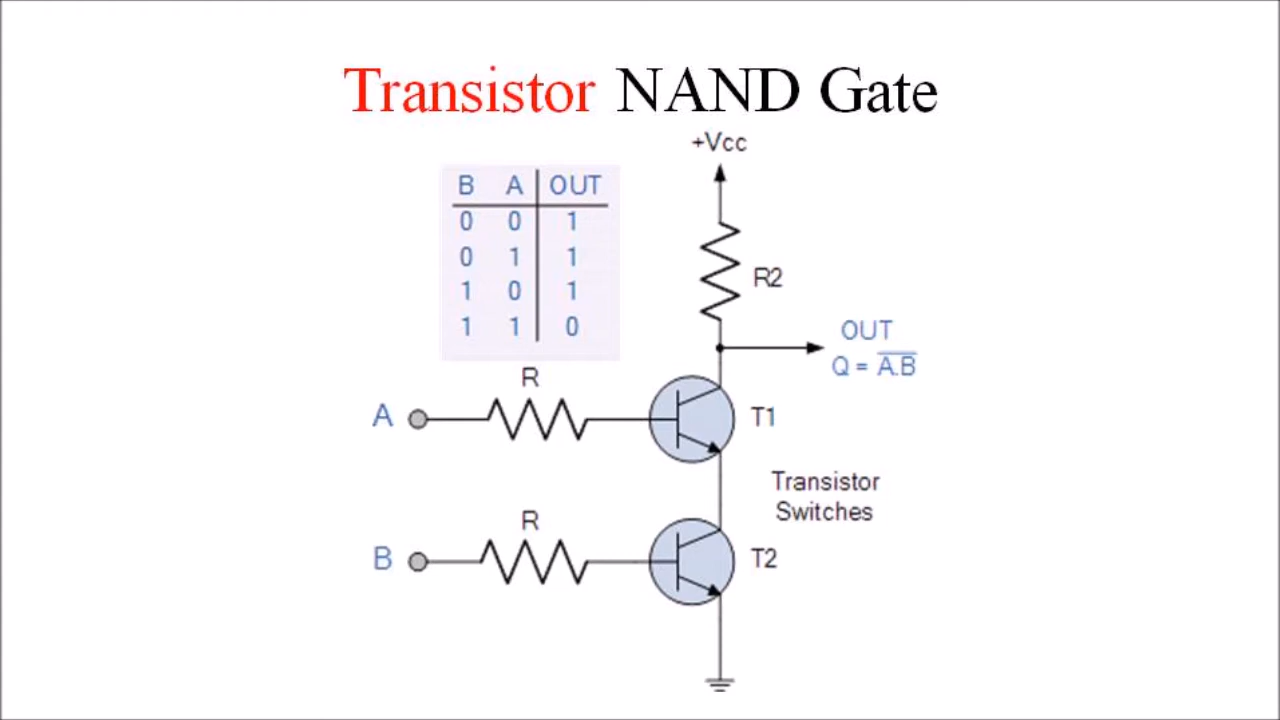 Transistor NAND Gate
+Vcc
B A OUT
0 0 1
0 1 1
1 0 1
1 1 0
R2
OUT
Q = A.B
R
A
T1
Transistor
Switches
R
B
T2